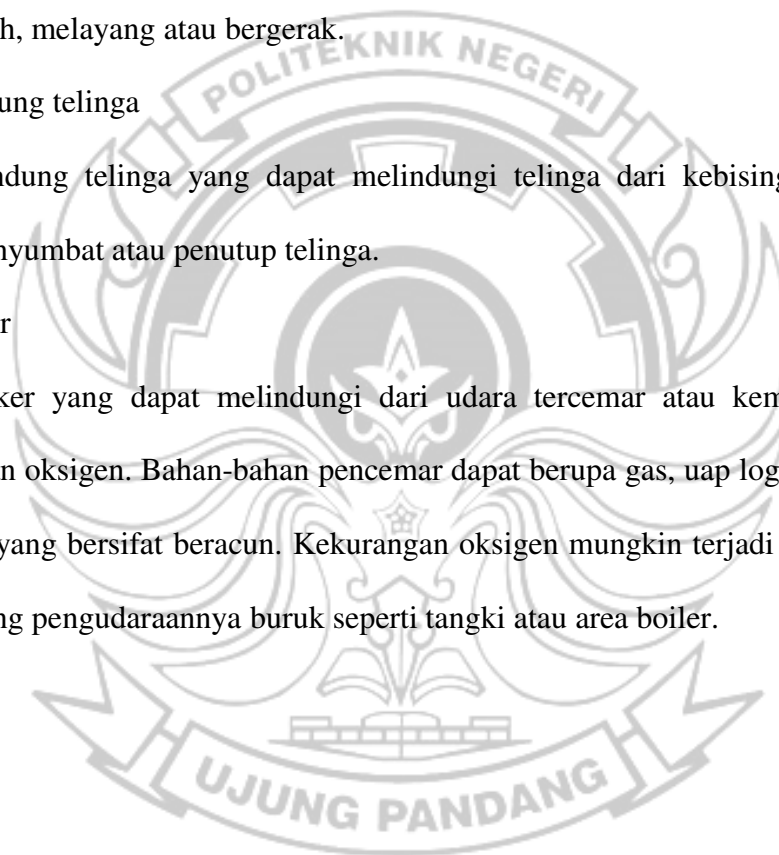 h, melayang atau bergerak.
POLITEKNIK NEGERI
ung telinga
ndung telinga yang dapat melindungi telinga dari kebising
nyumbat atau penutup telinga.
r
ker yang dapat melindungi dari udara tercemar atau kem
n oksigen. Bahan-bahan pencemar dapat berupa gas, uap log
yang bersifat beracun. Kekurangan oksigen mungkin terjadi
ng pengudaraannya buruk seperti tangki atau area boiler.
UJUNG PANDANG